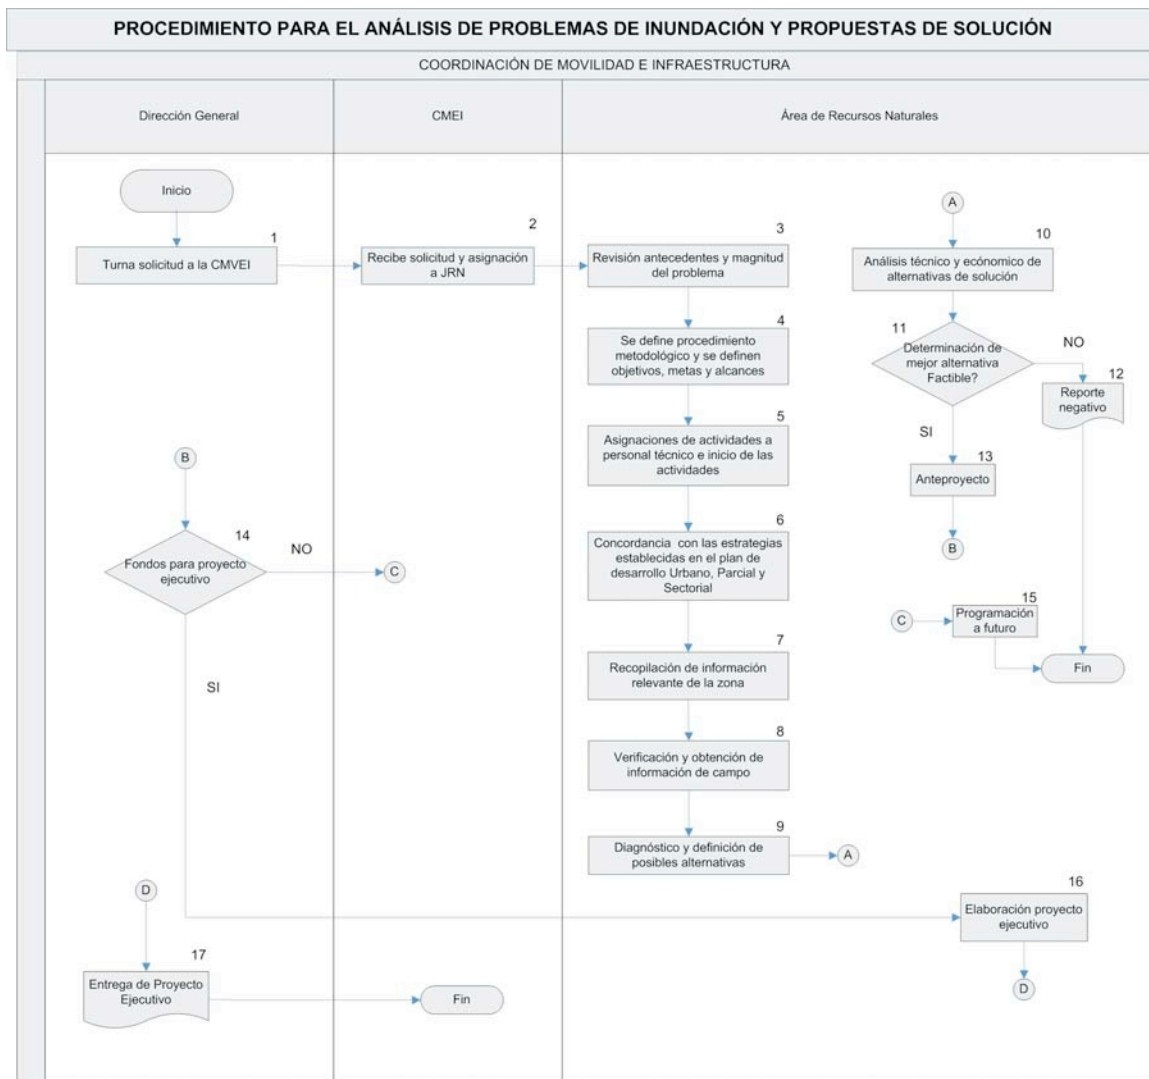 PROCEDIMIENTO PARA EL ANÁLISIS DE PROBLEMAS DE INUNDACIÓN Y PROPUESTAS DE SOLUCIÓN
COORDINACIÓN DE MOVILIDAD E INFRAESTRUCTURA
Dirección General
CMEI
Área de Recursos Naturales
Inicio
1
Turna solicitud a la CMVEI
2
Recibe solicitud y asignación
a JRN
3
Revisión antecedentes y magnitud
del problema
4
Se define procedimiento
metodológico y se definen
objetivos, metas y alcances
5
Asignaciones de actividades a
personal técnico e inicio de las
actividades
6
Concordancia con las estrategias
establecidas en el plan de
desarrollo Urbano, Parcial y
Sectorial
7
Recopilación de información
relevante de la zona
8
Verificación y obtención de
información de campo
9
Diagnóstico y definición de
posibles alternativas
A
A
10
Análisis técnico y ecónomico de
alternativas de solución
11
Determinación de
mejor alternativa
Factible?
NO
12
Reporte
negativo
SI
13
Anteproyecto
B
B
14
Fondos para proyecto
ejecutivo
NO
C
SI
C
15
Programación
a futuro
Fin
16
Elaboración proyecto
ejecutivo
D
D
17
Entrega de Proyecto
Ejecutivo
Fin